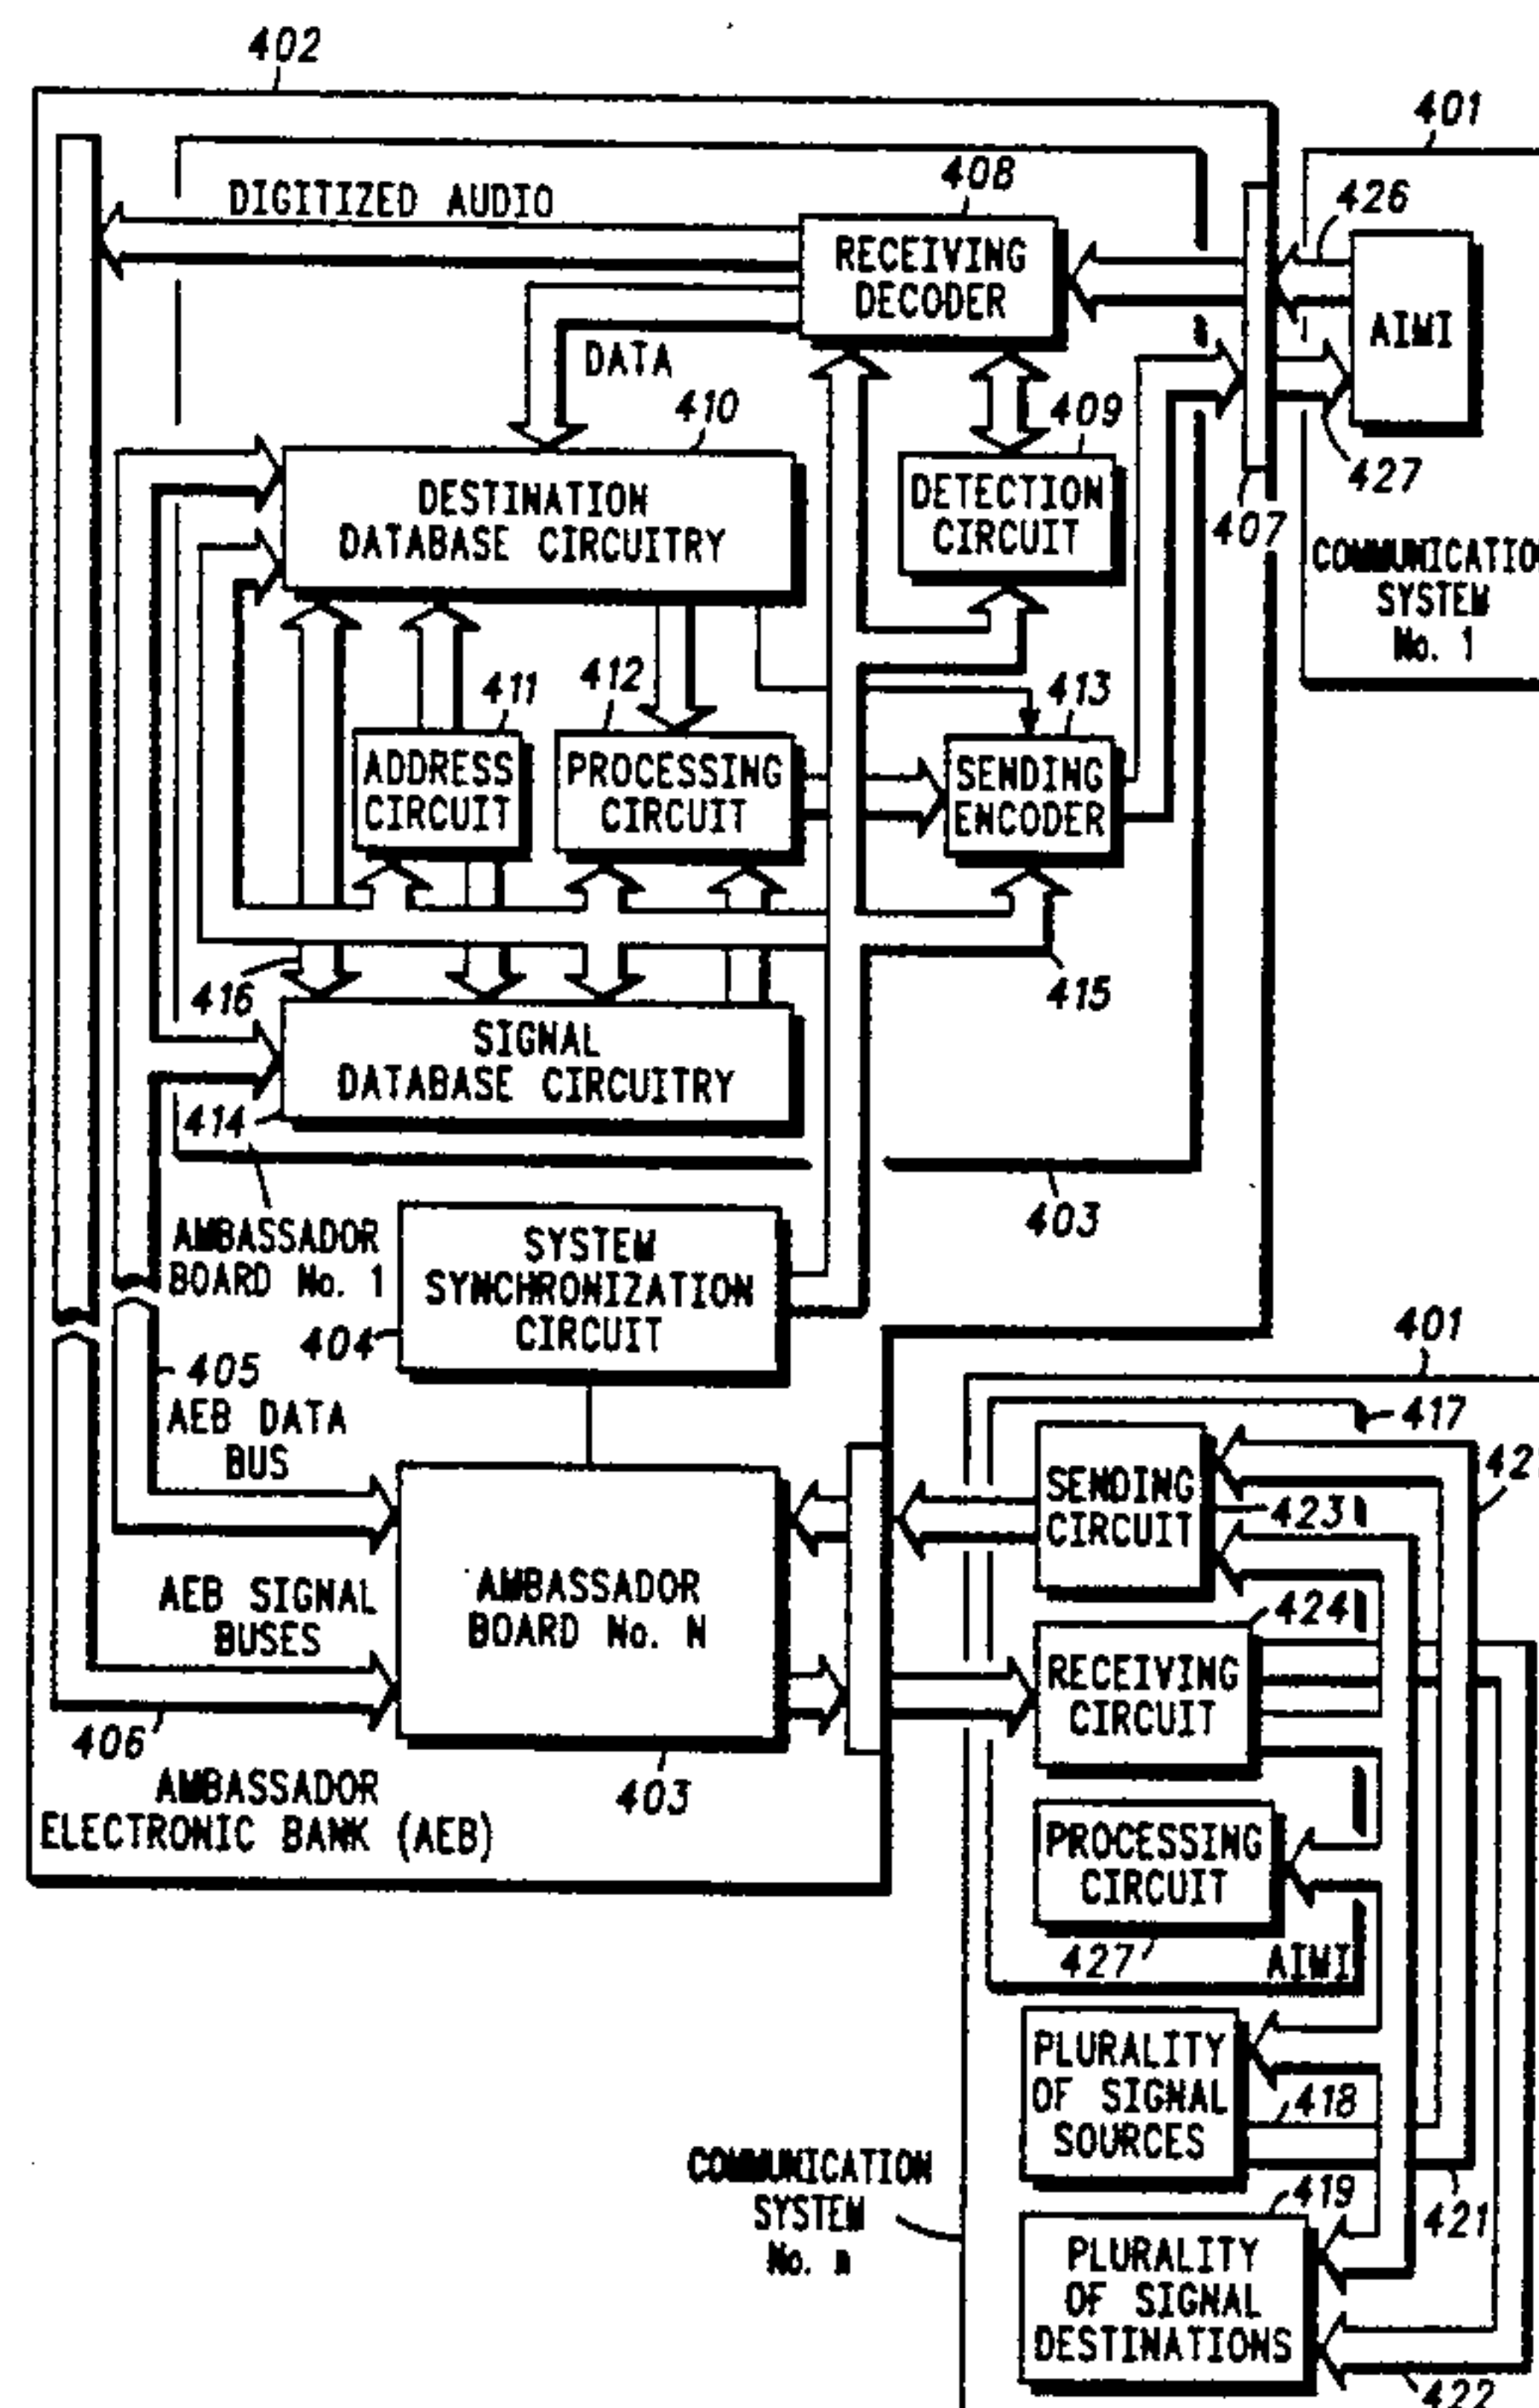 402
401
DIGITIZED AUDIO
408
RECEIVING
DECODER
426
AIMI
DATA
410
409
DESTINATION
DATABASE CIRCUITRY
DETECTION
CIRCUIT
427
407
COMMUNICATIO
SYSTEM
No. 1
411
412
413
ADDRESS
CIRCUIT
PROCESSING
CIRCUIT
SENDING
ENCODER
416
415
SIGNAL
DATABASE CIRCUITRY
414
403
AMBASSADOR
BOARD No. 1
SYSTEM
SYNCHRONIZATION
CIRCUIT
404
405
AEB DATA
BUS
401
417
SENDING
CIRCUIT
423
42
AMBASSADOR
BOARD No. N
AEB SIGNAL
BUSES
424
RECEIVING
CIRCUIT
406
403
AMBASSADOR
ELECTRONIC BANK (AEB)
PROCESSING
CIRCUIT
427
AIMI
PLURALITY
OF SIGNAL
SOURCES
418
COMMUNICATION
SYSTEM
No. n
419
421
PLURALITY
OF SIGNAL
DESTINATIONS
422